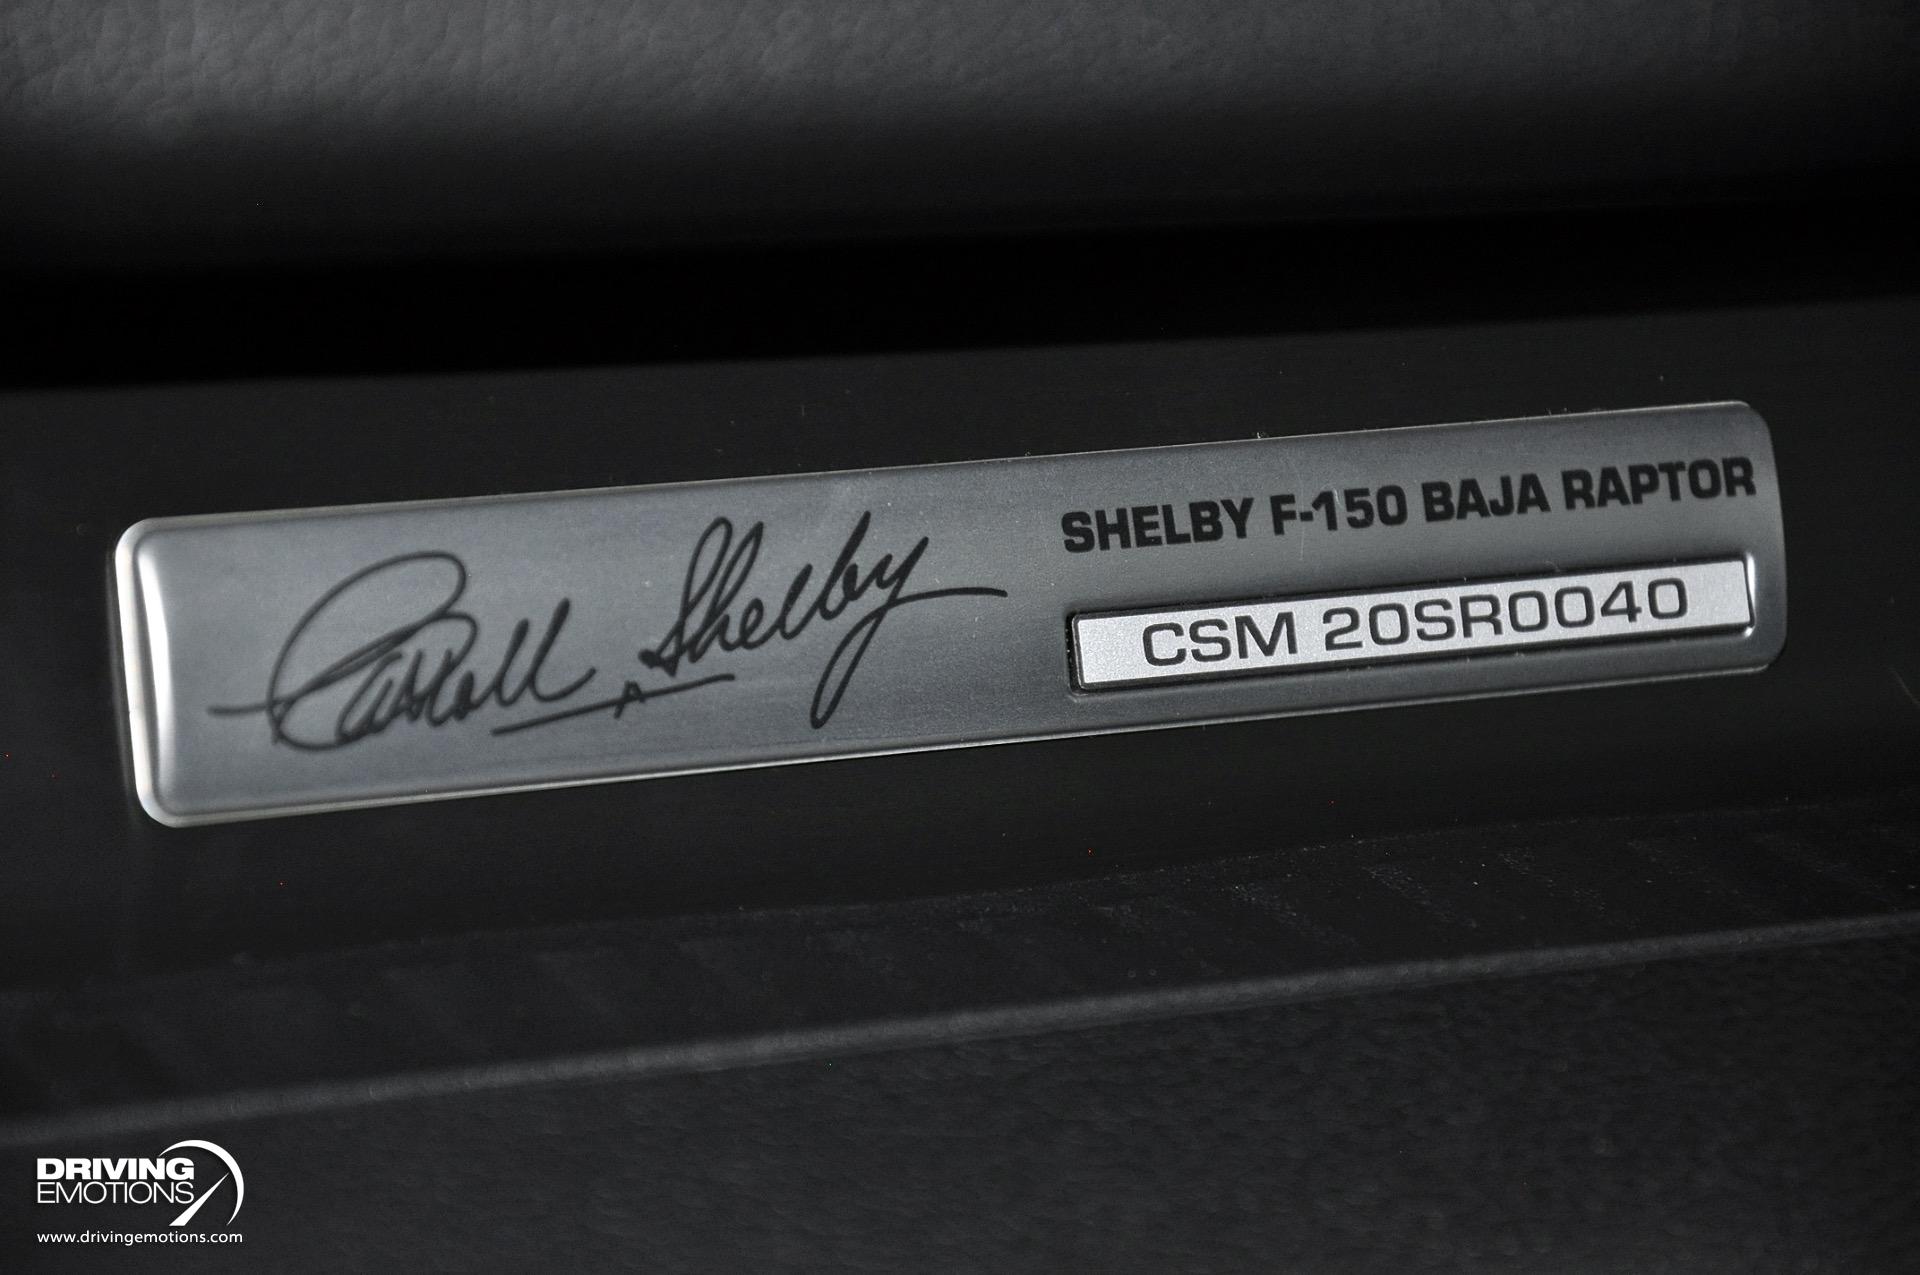 Carroll Shelby
SHELBY F-150 BAJA RAPTOR
CSM 20SR0040
DRIVING
EMOTIONS
www.drivingemotions.com